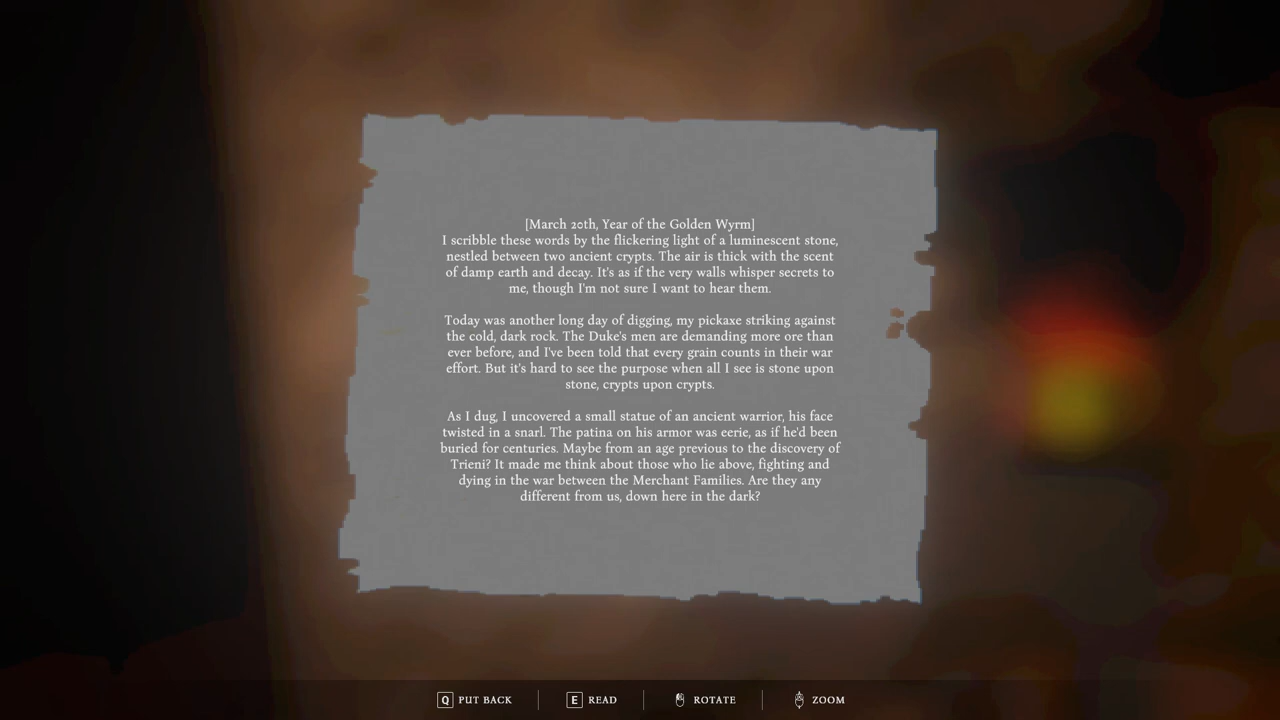 [March 20th, Year of the Golden Wyrm]
I scribble these words by the flickering light of a luminescent stone,
nestled between two ancient crypts. The air is thick with the scent
of damp earth and decay. It's as if the very walls whisper secrets to
me, though I'm not sure I want to hear them.
Today was another long day of digging, my pickaxe striking against
the cold, dark rock. The Duke's men are demanding more ore than
ever before, and I've been told that every grain counts in their war
effort. But it's hard to see the purpose when all I see is stone upon
stone, crypts upon crypts.
As I dug, I uncovered a small statue of an ancient warrior, his face
twisted in a snarl. The patina on his armor was eerie, as if he'd been
buried for centuries. Maybe from an age previous to the discovery of
Trieni? It made me think about those who lie above, fighting and
dying in the war between the Merchant Families. Are they any
different from us, down here in the dark?
Q PUT BACK
E READ
ROTATE
ZOOM